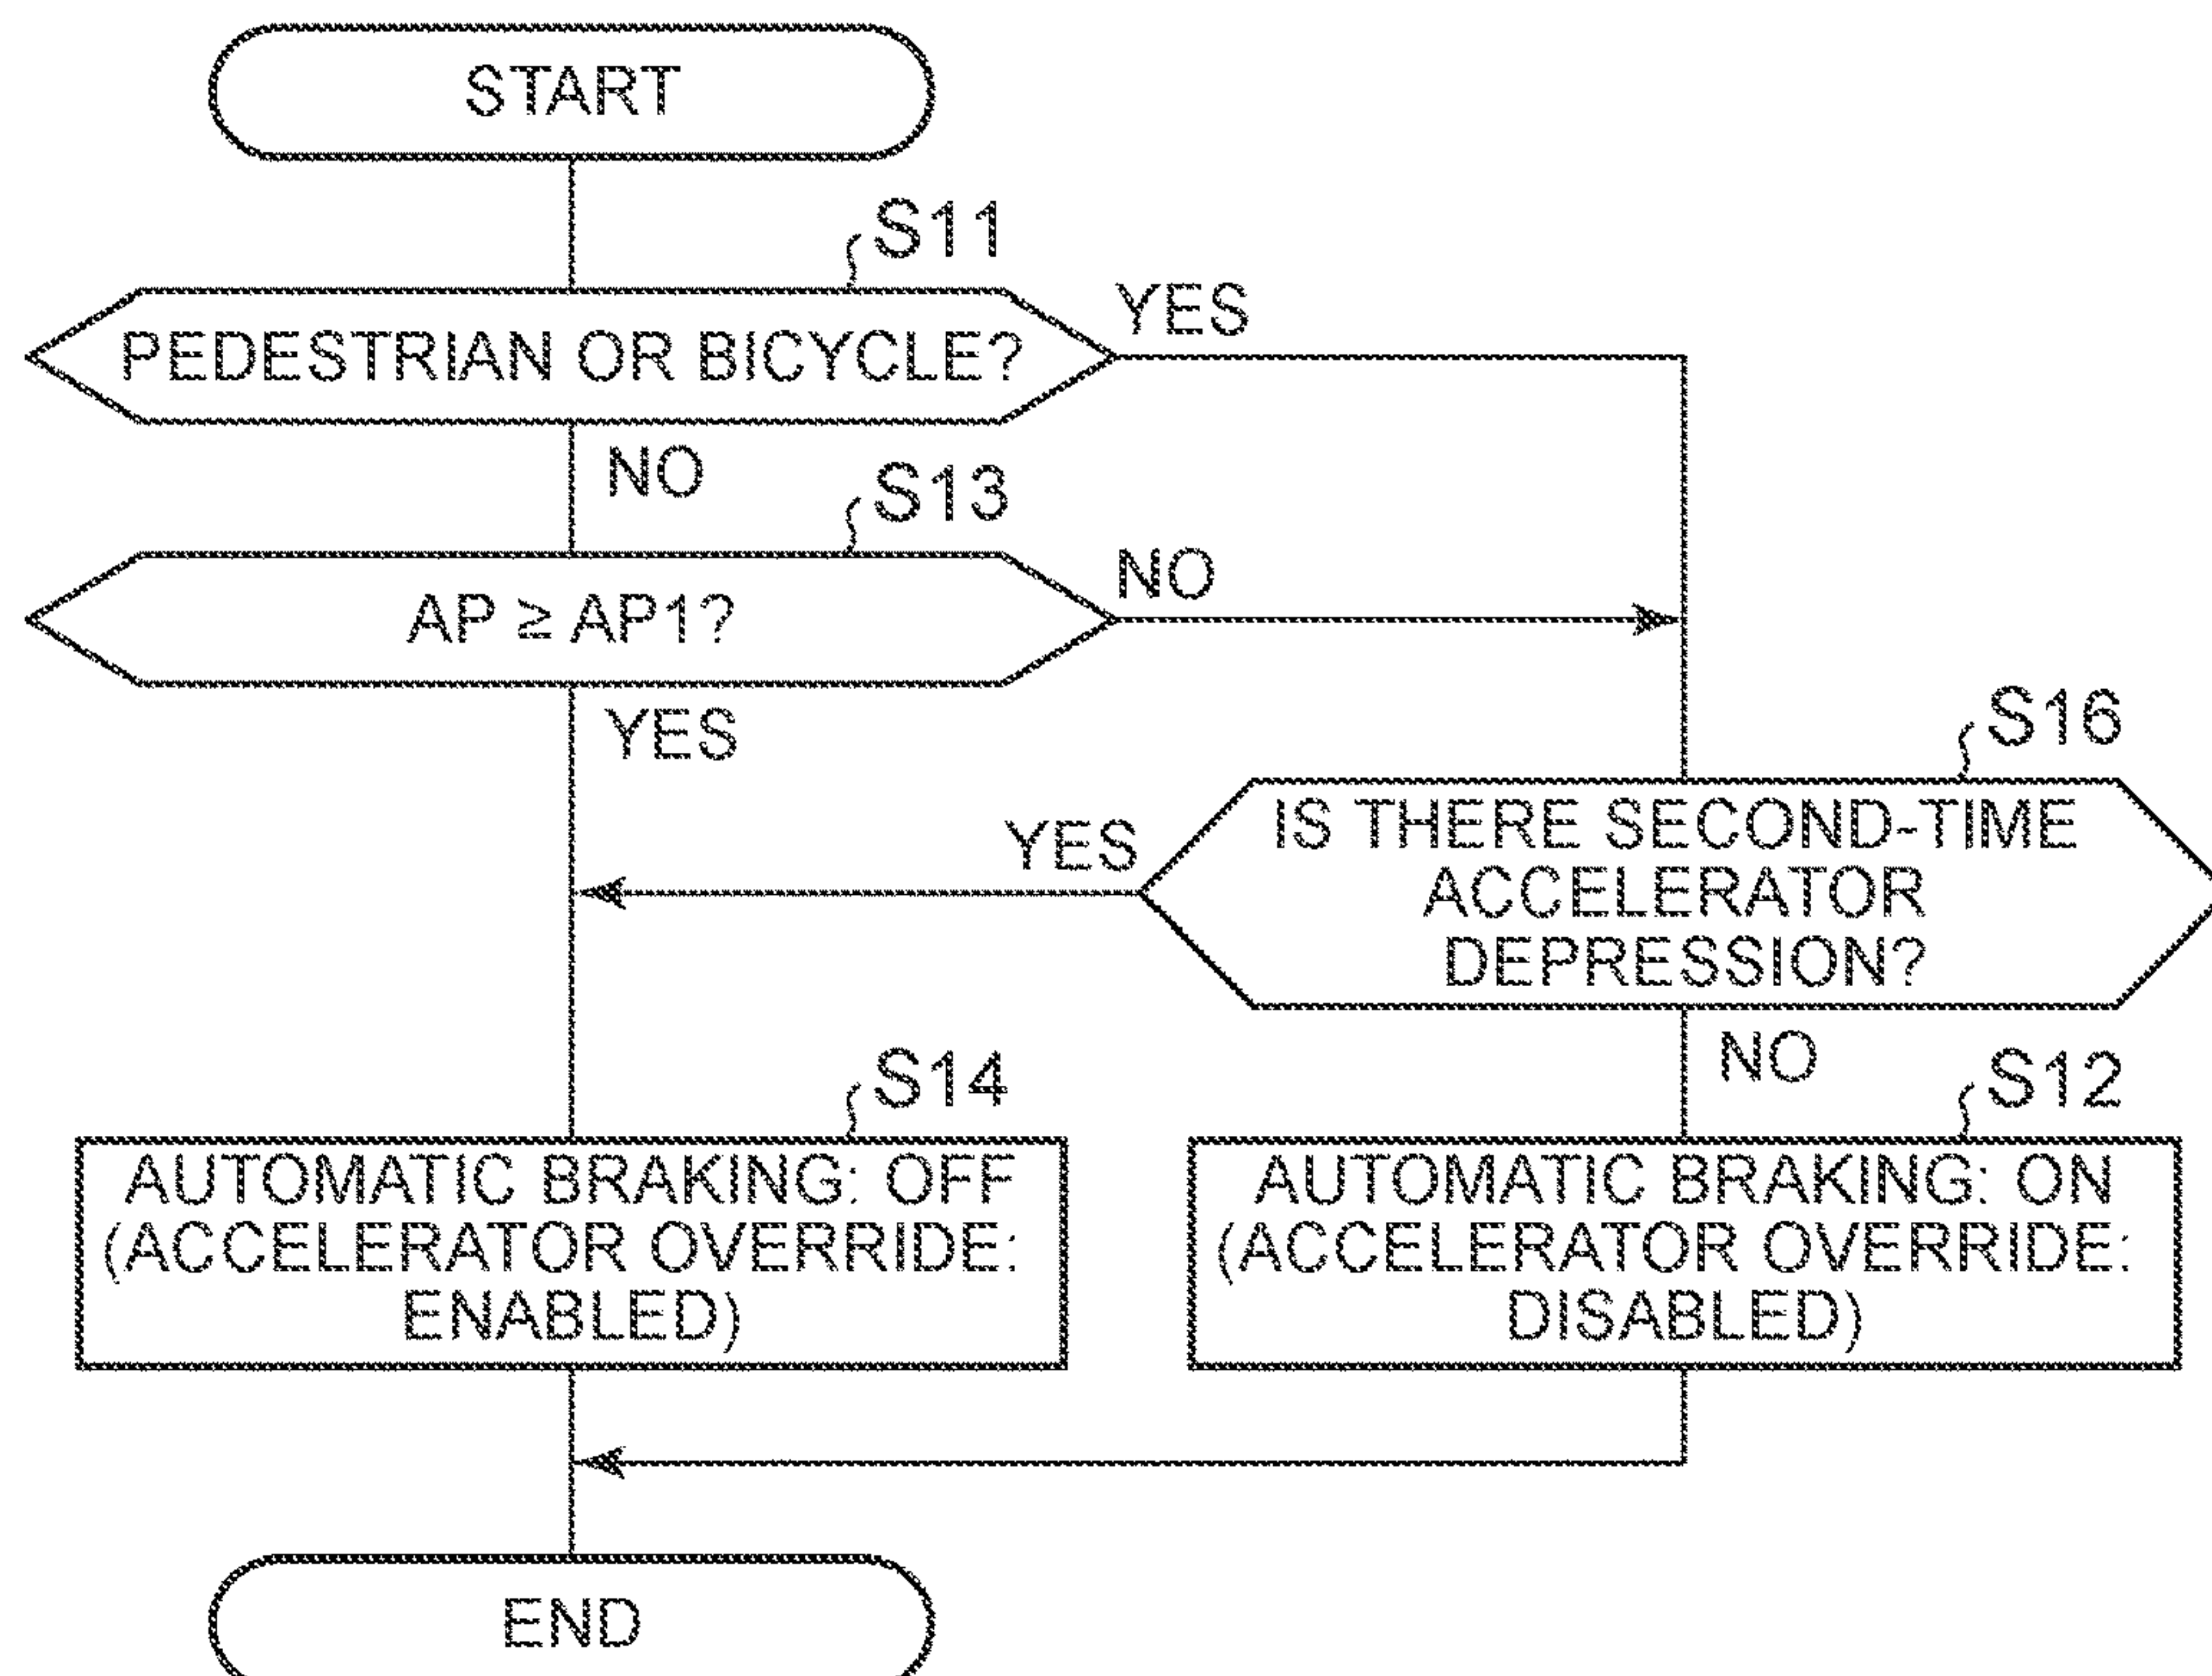 START
S11
PEDESTRIAN OR BICYCLE?
YES
NO
S13
AP ≥ AP1?
NO
YES
S16
IS THERE SECOND-TIME
ACCELERATOR
DEPRESSION?
YES
NO
S14
AUTOMATIC BRAKING: OFF
(ACCELERATOR OVERRIDE:
ENABLED)
S12
AUTOMATIC BRAKING: ON
(ACCELERATOR OVERRIDE:
DISABLED)
END